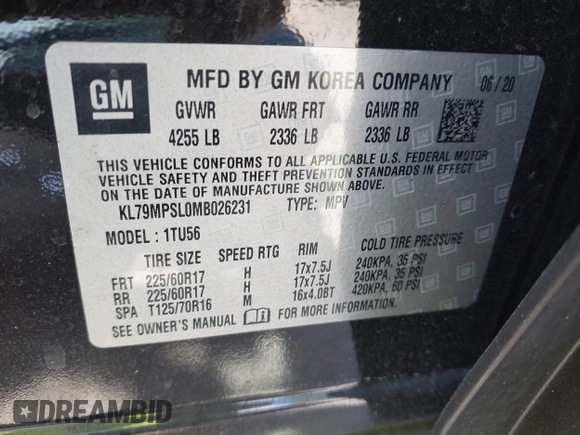 GM
MFD BY GM KOREA COMPANY 06/20
GVWR GAWR FRT GAWR RR
4255 LB 2336 LB 2336 LB
THIS VEHICLE CONFORMS TO ALL APPLICABLE U.S. FEDERAL MOTOR
VEHICLE SAFETY AND THEFT PREVENTION STANDARDS IN EFFECT
ON THE DATE OF MANUFACTURE SHOWN ABOVE.
KL79MPSL0MB026231 TYPE: MPV
MODEL: 1TU56
TIRE SIZE SPEED RTG RIM COLD TIRE PRESSURE
FRT 225/60R17 H 17x7.5J 240KPA, 35 PSI
RR 225/60R17 H 17x7.5J 240KPA, 35 PSI
SPA T125/70R16 M 16x4.0BT 420KPA, 60 PSI
SEE OWNER'S MANUAL FOR MORE INFORMATION.
DREAMBID